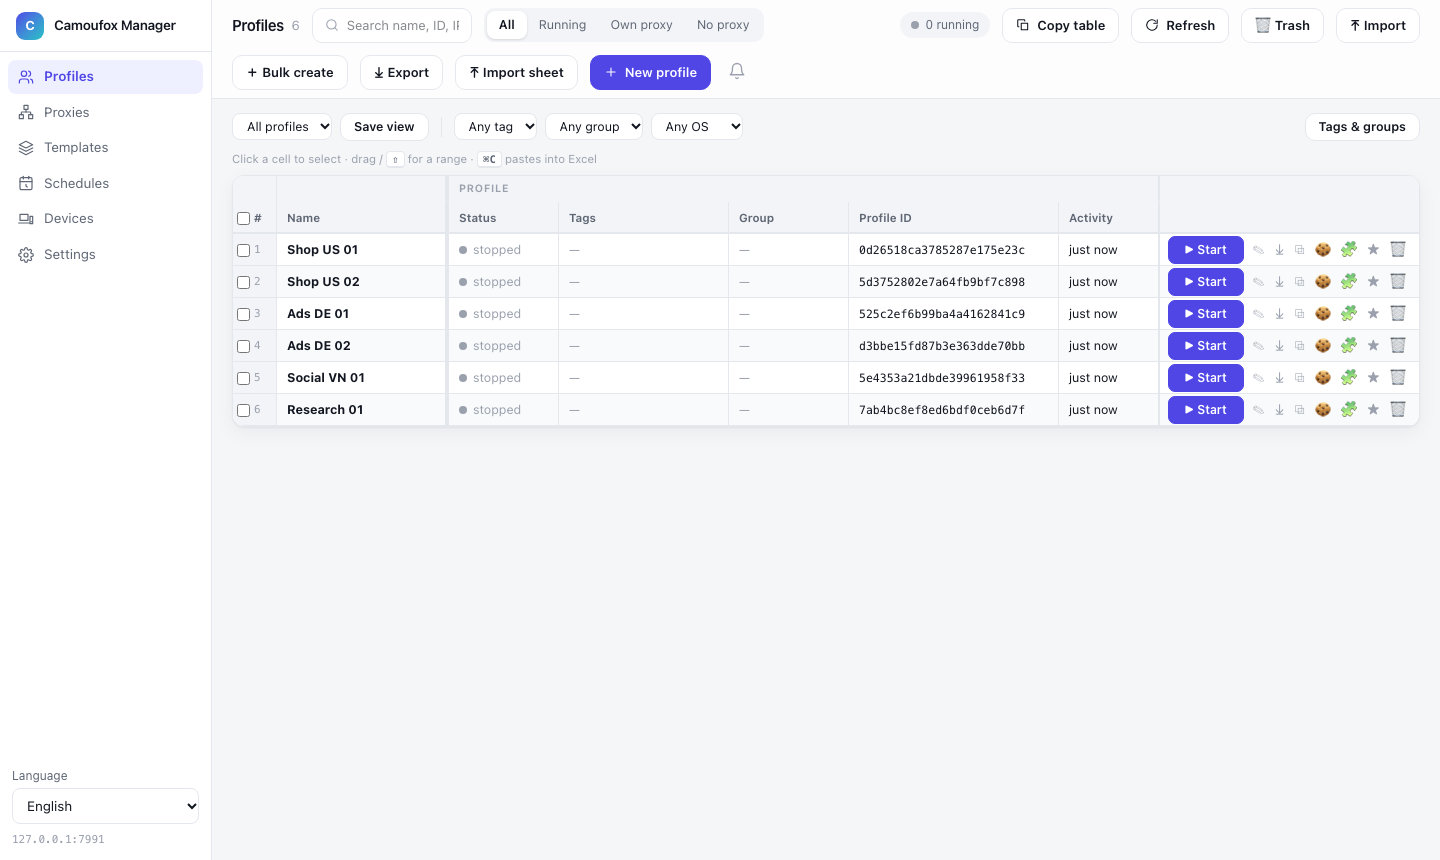 C Camoufox Manager
Profiles
Proxies
Templates
Schedules
Devices
Settings
Language
English
127.0.0.1:7991
Profiles 6
Search name, ID, IP
All Running Own proxy No proxy
0 running
Copy table
Refresh
Trash
Import
+ Bulk create
Export
Import sheet
+ New profile
All profiles
Save view
Any tag
Any group
Any OS
Tags & groups
Click a cell to select · drag / ⇧ for a range · ⌘C pastes into Excel
PROFILE
# Name Status Tags Group Profile ID Activity
1 Shop US 01 stopped — — 0d26518ca3785287e175e23c just now Start
2 Shop US 02 stopped — — 5d3752802e7a64fb9bf7c898 just now Start
3 Ads DE 01 stopped — — 525c2ef6b99ba4a4162841c9 just now Start
4 Ads DE 02 stopped — — d3bbe15fd87b3e363dde70bb just now Start
5 Social VN 01 stopped — — 5e4353a21dbde39961958f33 just now Start
6 Research 01 stopped — — 7ab4bc8ef8ed6bdf0ceb6d7f just now Start